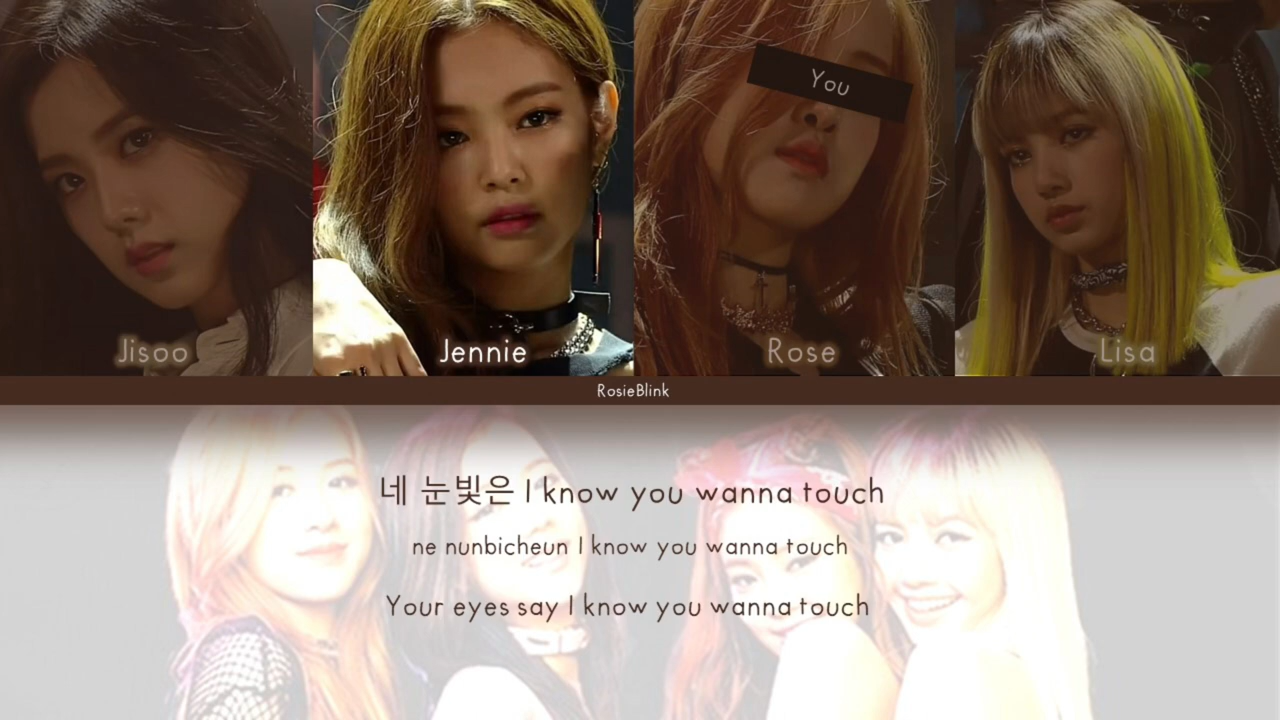 You
Jisoo
Jennie
Rose
Lisa
RosieBlink
네 눈빛은 I know you wanna touch
ne nunbicheun I know you wanna touch
Your eyes say I know you wanna touch